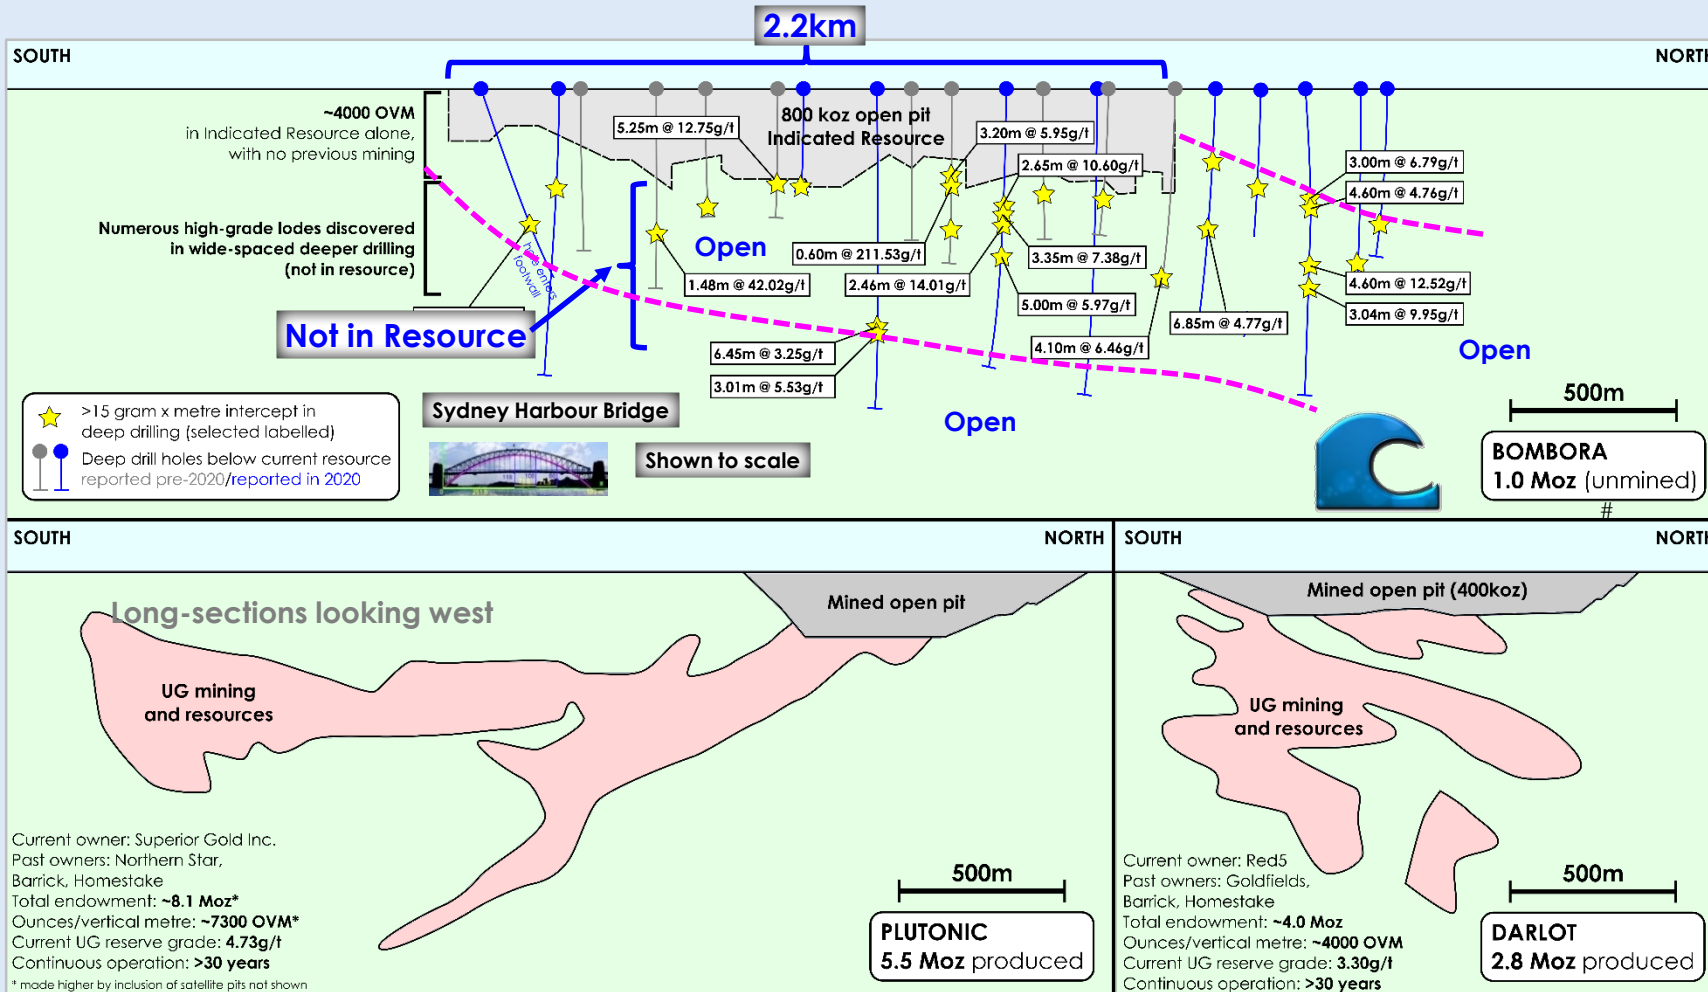 2.2km
SOUTH
NORTH
~4000 OVM
in Indicated Resource alone,
with no previous mining
800 koz open pit
Indicated Resource
5.25m @ 12.75g/t
3.20m @ 5.95g/t
2.65m @ 10.60g/t
3.00m @ 6.79g/t
4.60m @ 4.76g/t
Numerous high-grade lodes discovered
in wide-spaced deeper drilling
(not in resource)
hole enters
footwall
Open
0.60m @ 211.53g/t
3.35m @ 7.38g/t
1.48m @ 42.02g/t
2.46m @ 14.01g/t
4.60m @ 12.52g/t
5.00m @ 5.97g/t
3.04m @ 9.95g/t
6.85m @ 4.77g/t
Not in Resource
4.10m @ 6.46g/t
6.45m @ 3.25g/t
3.01m @ 5.53g/t
Open
Open
>15 gram x metre intercept in
deep drilling (selected labelled)
Deep drill holes below current resource
reported pre-2020/reported in 2020
Sydney Harbour Bridge
Shown to scale
500m
BOMBORA
1.0 Moz (unmined)
#
SOUTH
NORTH
Long-sections looking west
Mined open pit
UG mining
and resources
Current owner: Superior Gold Inc.
Past owners: Northern Star,
Barrick, Homestake
Total endowment: ~8.1 Moz*
Ounces/vertical metre: ~7300 OVM*
Current UG reserve grade: 4.73g/t
Continuous operation: >30 years
* made higher by inclusion of satellite pits not shown
500m
PLUTONIC
5.5 Moz produced
SOUTH
NORTH
Mined open pit (400koz)
UG mining
and resources
Current owner: Red5
Past owners: Goldfields,
Barrick, Homestake
Total endowment: ~4.0 Moz
Ounces/vertical metre: ~4000 OVM
Current UG reserve grade: 3.30g/t
Continuous operation: >30 years
500m
DARLOT
2.8 Moz produced